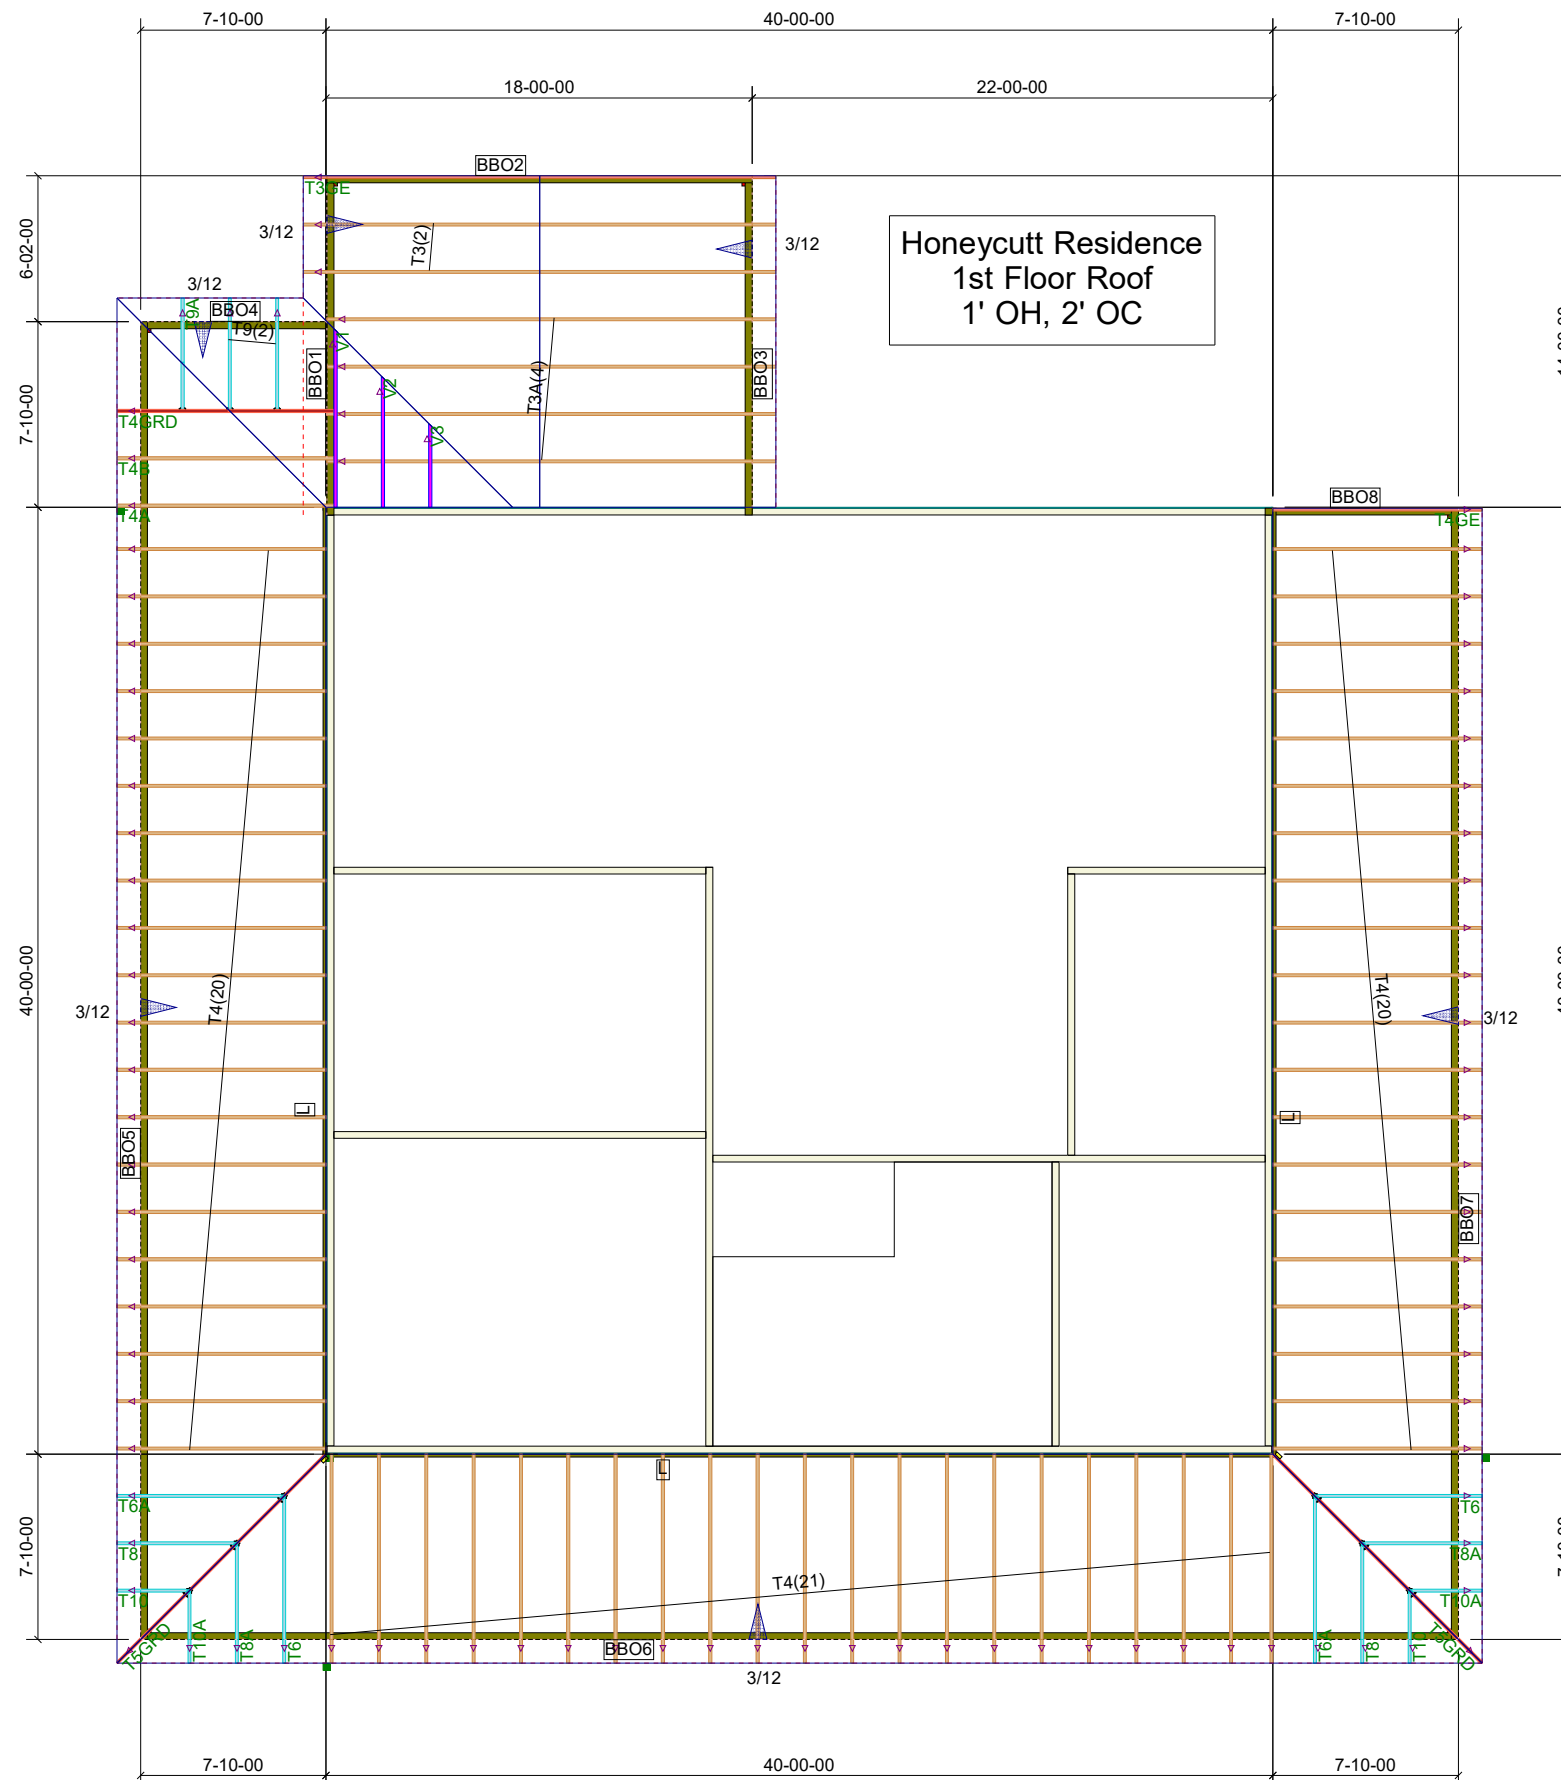 7-10-00
40-00-00
7-10-00
18-00-00
22-00-00
BBO2
T3GE
6-02-00
3/12
T3(2)
3/12
Honeycutt Residence
1st Floor Roof
1' OH, 2' OC
3/12
T9A
BBO4
T9(2)
BBO1
V1
BBO3
V2
T3A(4)
7-10-00
T4GRD
V3
T4B
T4A
BBO8
T4GE
40-00-00
T4(20)
T4(20)
3/12
3/12
L
L
BBO5
BBO7
L
T6A
T6
T8
T8A
7-10-00
T10
T10A
T4(21)
T5GRD
T10A
T8A
T6
BBO6
T6A
T8
T10
T5GRD
3/12
7-10-00
40-00-00
7-10-00